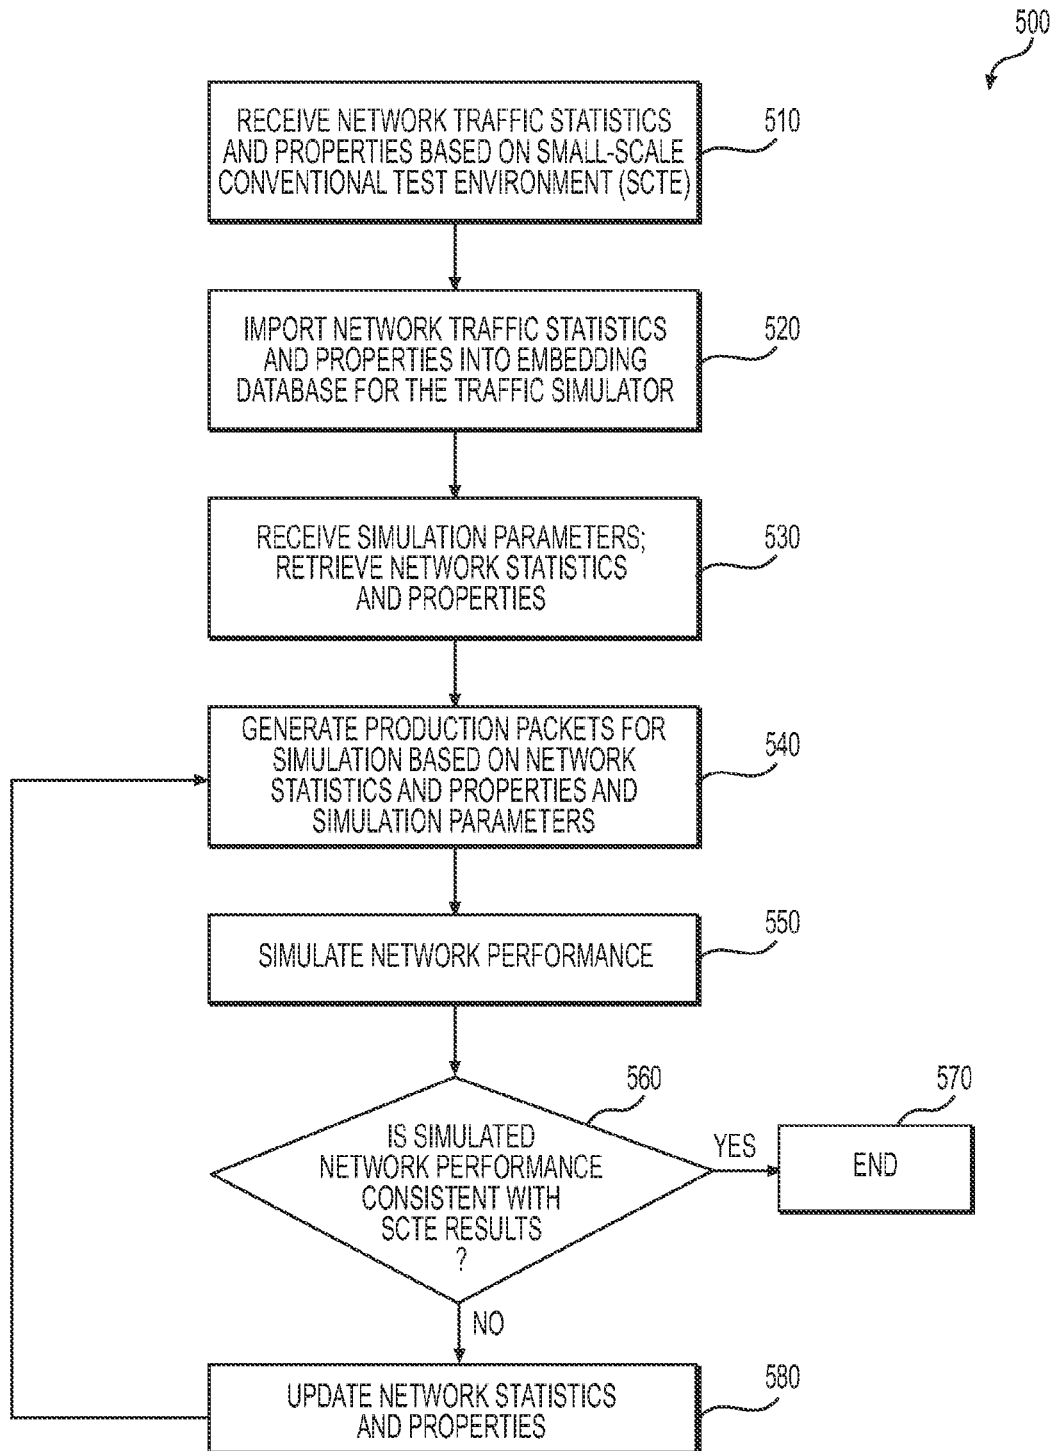 500
RECEIVE NETWORK TRAFFIC STATISTICS
AND PROPERTIES BASED ON SMALL-SCALE
CONVENTIONAL TEST ENVIRONMENT (SCTE)
510
IMPORT NETWORK TRAFFIC STATISTICS
AND PROPERTIES INTO EMBEDDING
DATABASE FOR THE TRAFFIC SIMULATOR
520
RECEIVE SIMULATION PARAMETERS;
RETRIEVE NETWORK STATISTICS
AND PROPERTIES
530
GENERATE PRODUCTION PACKETS FOR
SIMULATION BASED ON NETWORK
STATISTICS AND PROPERTIES AND
SIMULATION PARAMETERS
540
SIMULATE NETWORK PERFORMANCE
550
IS SIMULATED
NETWORK PERFORMANCE
CONSISTENT WITH
SCTE RESULTS
?
560
YES
END
570
NO
UPDATE NETWORK STATISTICS
AND PROPERTIES
580